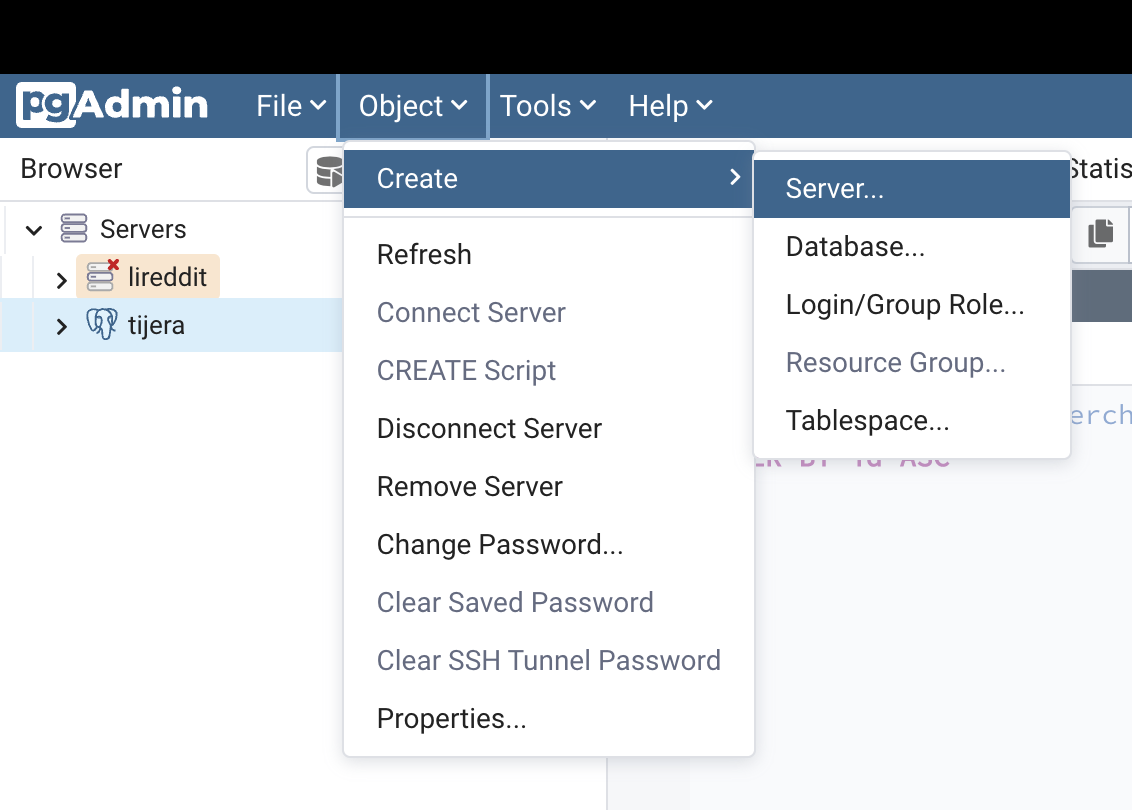 pgAdmin File Object Tools Help
Browser
Servers
lireddit
tijera
Create
Refresh
Connect Server
CREATE Script
Disconnect Server
Remove Server
Change Password...
Clear Saved Password
Clear SSH Tunnel Password
Properties...
Server...
Database...
Login/Group Role...
Resource Group...
Tablespace...
Statis
erch
BY id ASC